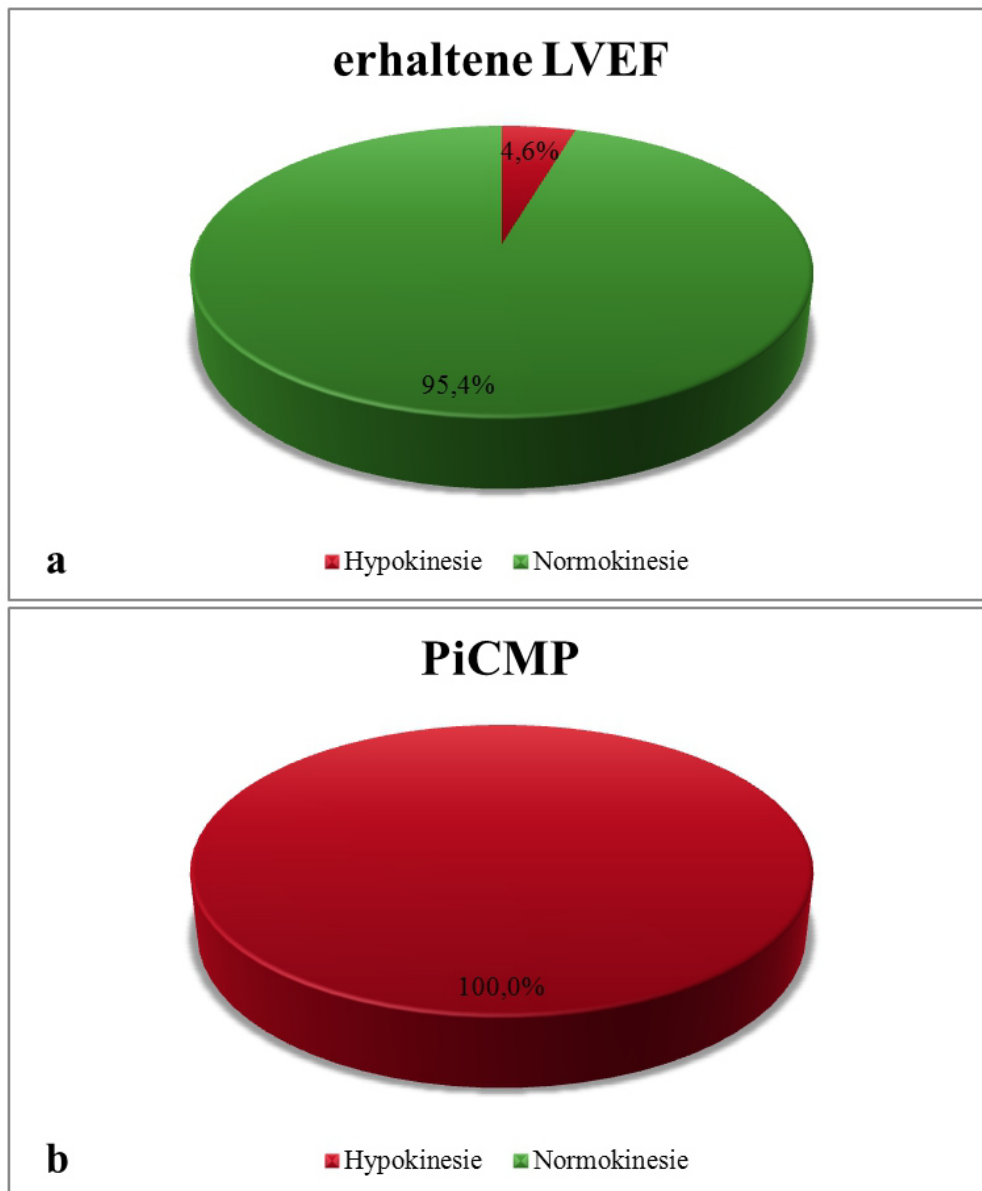 erhaltene LVEF
4,6%
95,4%
a
Hypokinesie Normokinesie
PiCMP
100,0%
b
Hypokinesie Normokinesie